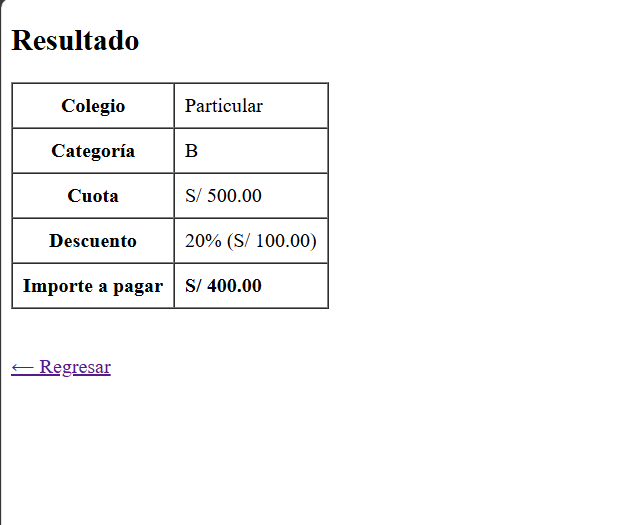 Resultado
Colegio Particular
Categoría B
Cuota S/ 500.00
Descuento 20% (S/ 100.00)
Importe a pagar S/ 400.00
⟵ Regresar